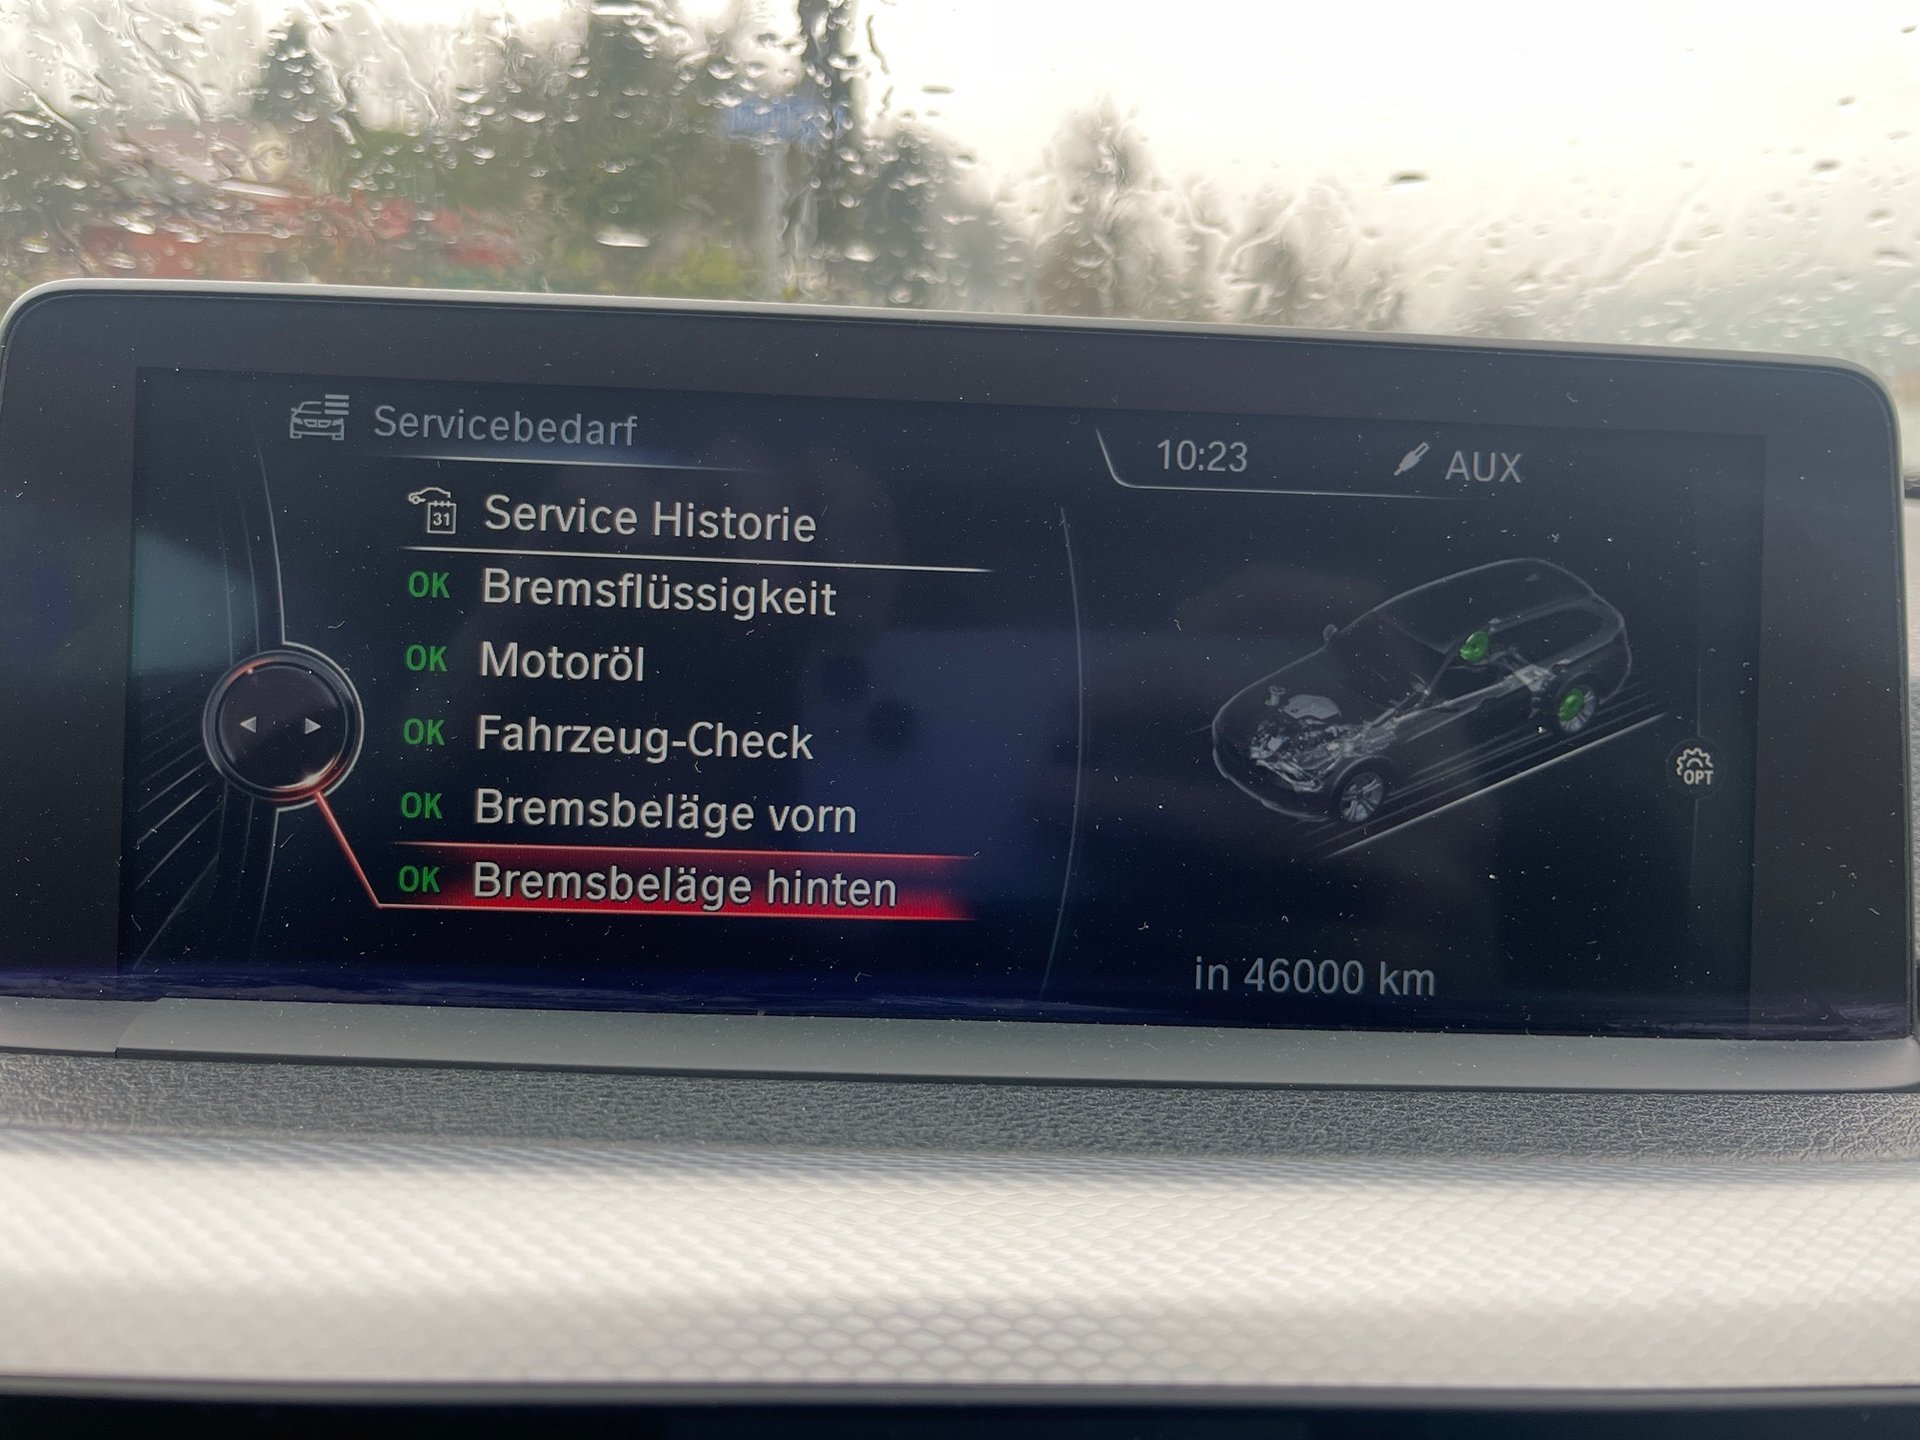 Servicebedarf
10:23 AUX
31 Service Historie
OK Bremsflüssigkeit
OK Motoröl
OK Fahrzeug-Check
OK Bremsbeläge vorn
OK Bremsbeläge hinten
OPT
in 46000 km